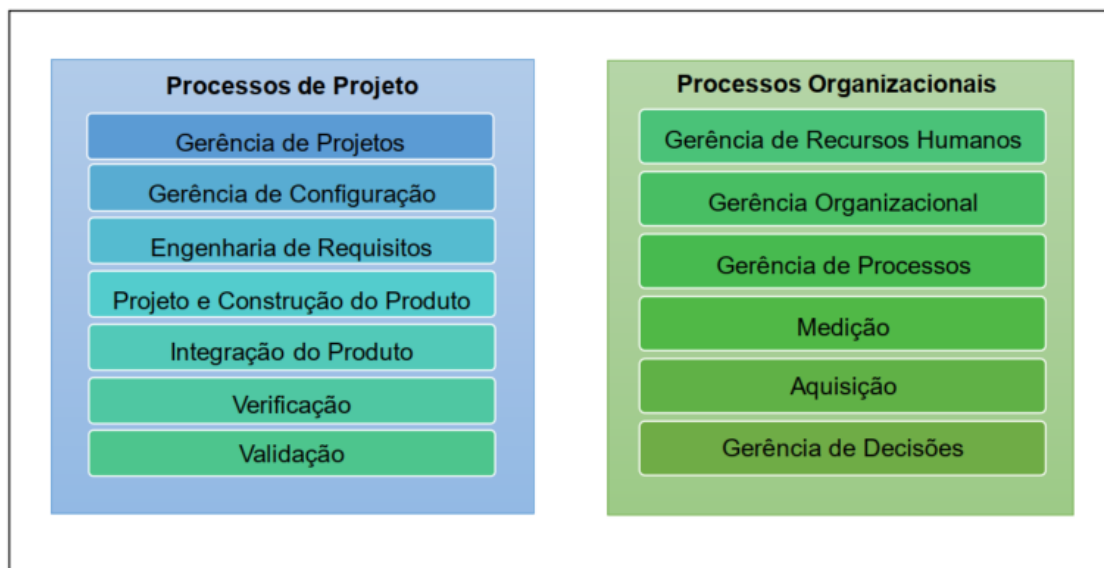 Processos de Projeto
Gerência de Projetos
Gerência de Configuração
Engenharia de Requisitos
Projeto e Construção do Produto
Integração do Produto
Verificação
Validação
Processos Organizacionais
Gerência de Recursos Humanos
Gerência Organizacional
Gerência de Processos
Medição
Aquisição
Gerência de Decisões